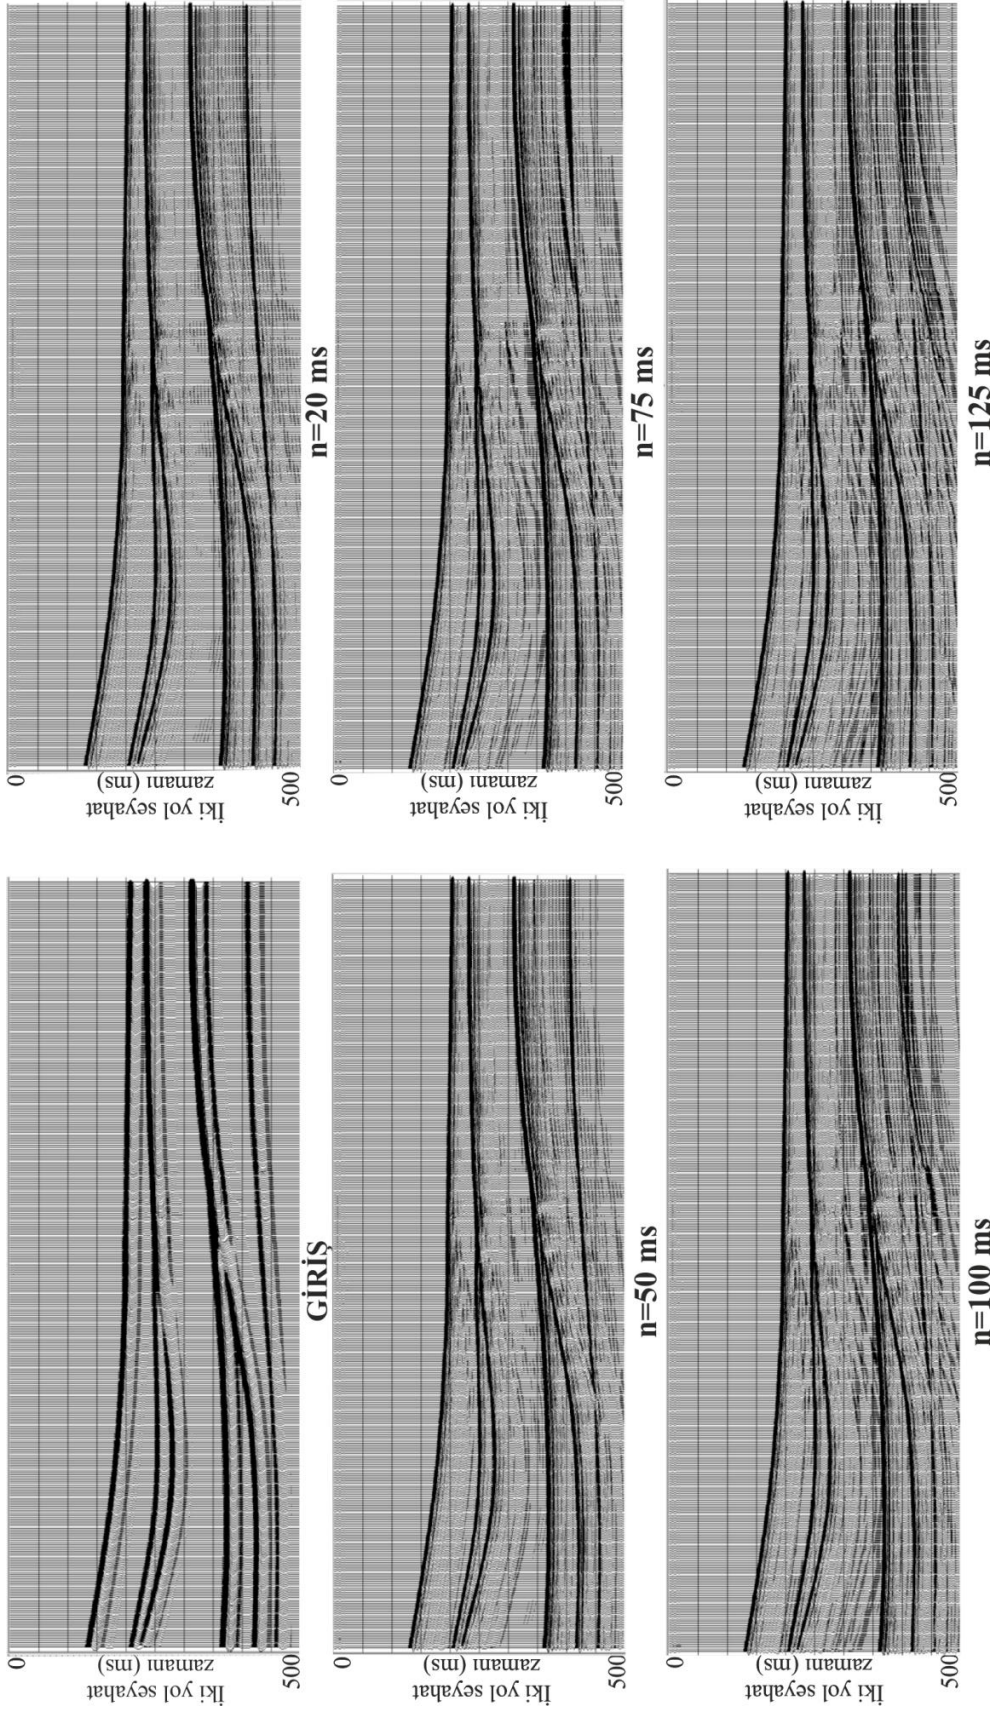 İki yol seyahat
zamanı (ms)
0
500
GİRİŞ
İki yol seyahat
zamanı (ms)
0
500
n=20 ms
İki yol seyahat
zamanı (ms)
0
500
n=50 ms
İki yol seyahat
zamanı (ms)
0
500
n=75 ms
İki yol seyahat
zamanı (ms)
0
500
n=100 ms
İki yol seyahat
zamanı (ms)
0
500
n=125 ms